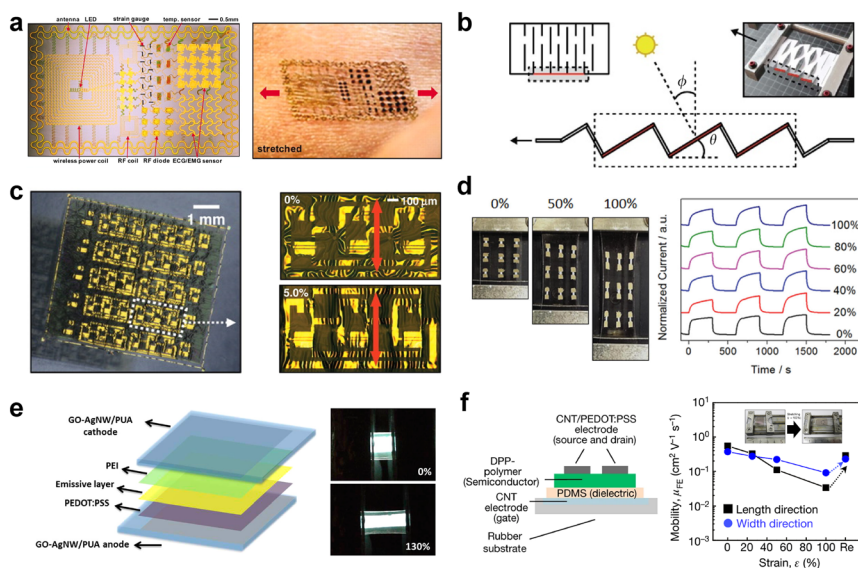 a
antenna LED strain gauge temp. sensor 0.5mm
wireless power coil RF coil RF diode ECG/EMG sensor
stretched
b
ϕ
θ
c
1 mm
0% 100 μm
5.0%
d
0% 50% 100%
Normalized Current / a.u.
100%
80%
60%
40%
20%
0%
0 500 1000 1500 2000
Time / s
e
GO-AgNW/PUA
cathode
PEI
Emissive layer
PEDOT:PSS
GO-AgNW/PUA anode
0%
130%
f
CNT/PEDOT:PSS
electrode
(source and drain)
DPP-
polymer
(Semiconductor)
PDMS (dielectric)
CNT
electrode
(gate)
Rubber
substrate
Mobility, μFE (cm² V⁻¹ s⁻¹)
10¹
10⁰
10⁻¹
10⁻²
10⁻³
Length direction
Width direction
0 25 50 75 100 Re
Strain, ε (%)